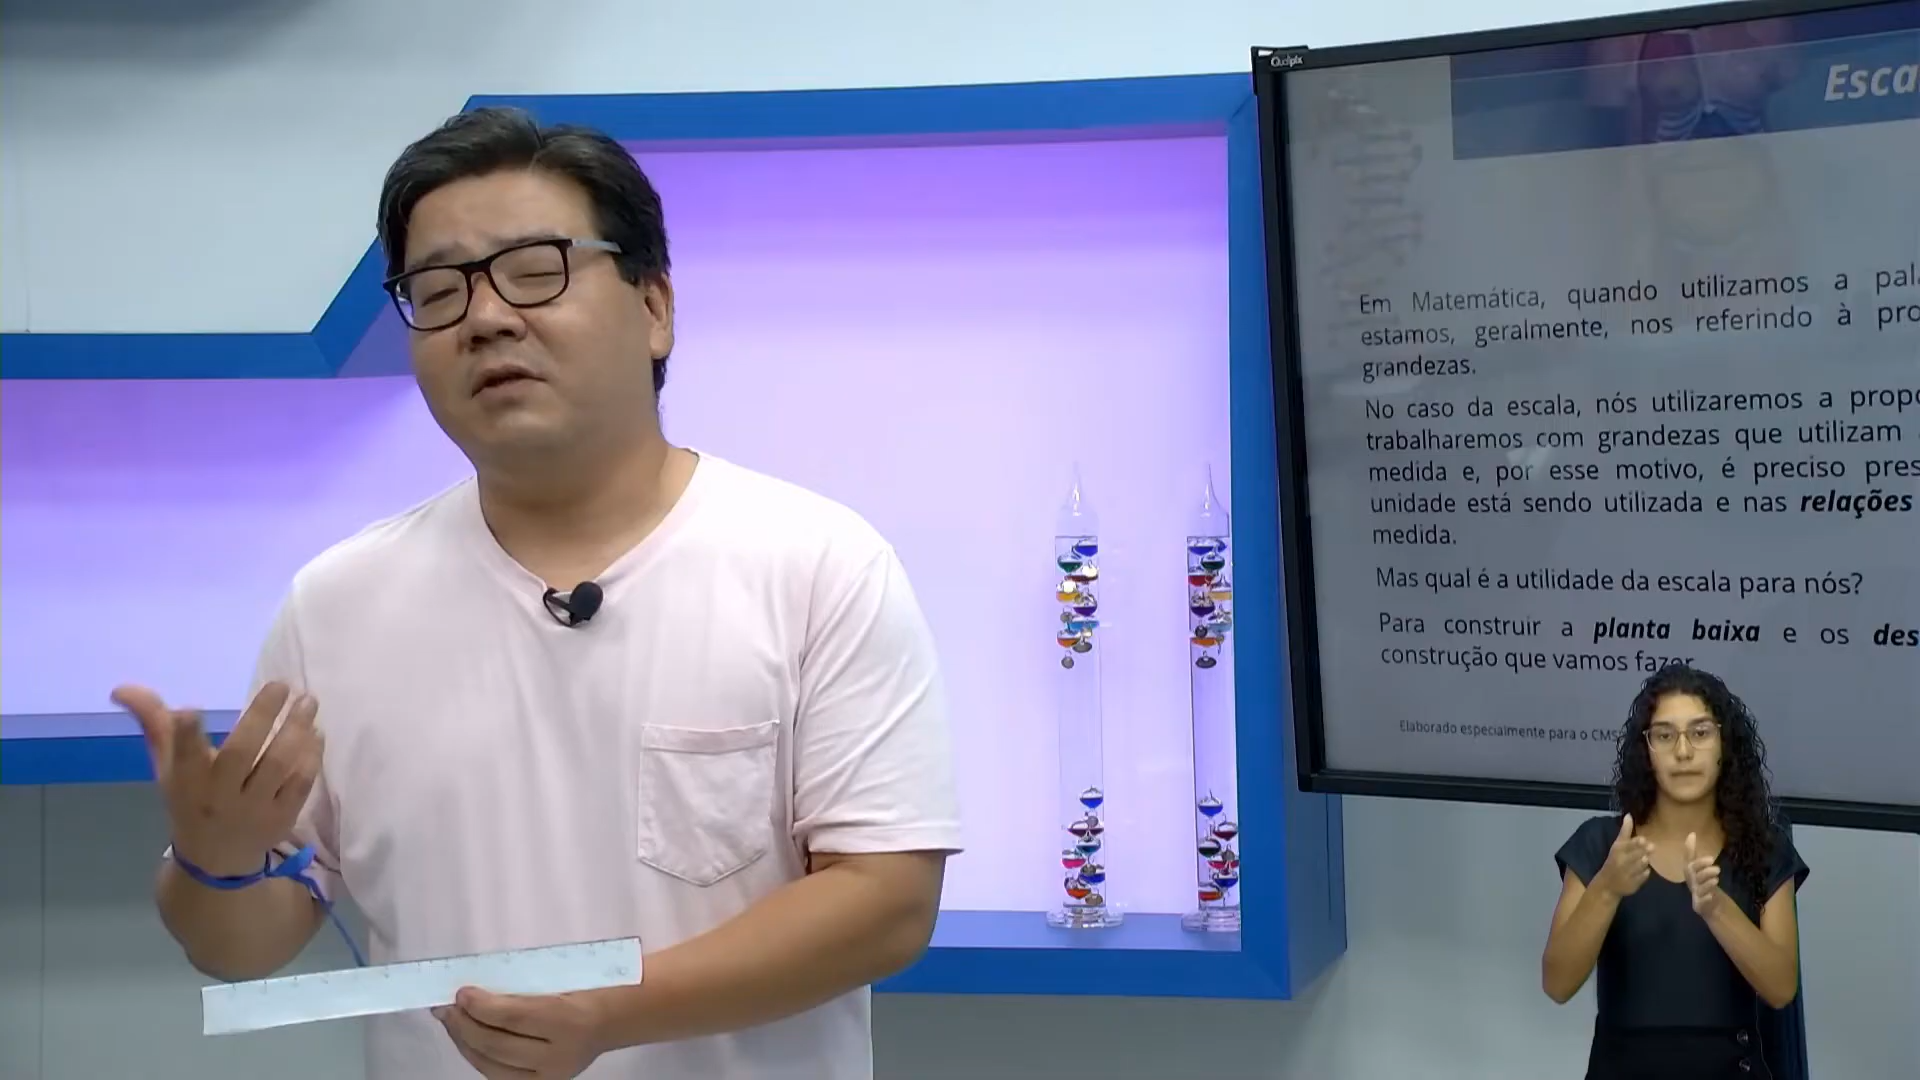 Qualipix
Esca
Em Matemática, quando utilizamos a pal
estamos, geralmente, nos referindo à pro
grandezas.
No caso da escala, nós utilizaremos a propo
trabalharemos com grandezas que utilizam
medida e, por esse motivo, é preciso pres
unidade está sendo utilizada e nas relações
medida.
Mas qual é a utilidade da escala para nós?
Para construir a planta baixa e os des
construção que vamos fazer.
Elaborado especialmente para o CMS